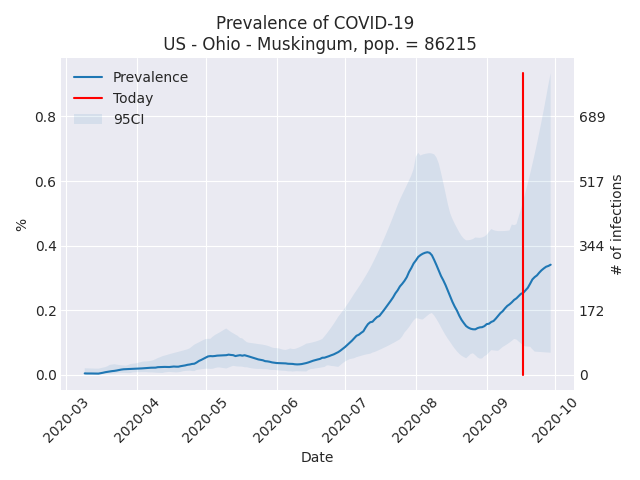 Prevalence of COVID-19
US - Ohio - Muskingum, pop. = 86215
Prevalence
Today
95CI
0.8
0.6
0.4
0.2
0.0
%
689
517
344
172
0
# of infections
2020-03
2020-04
2020-05
2020-06
2020-07
2020-08
2020-09
2020-10
Date